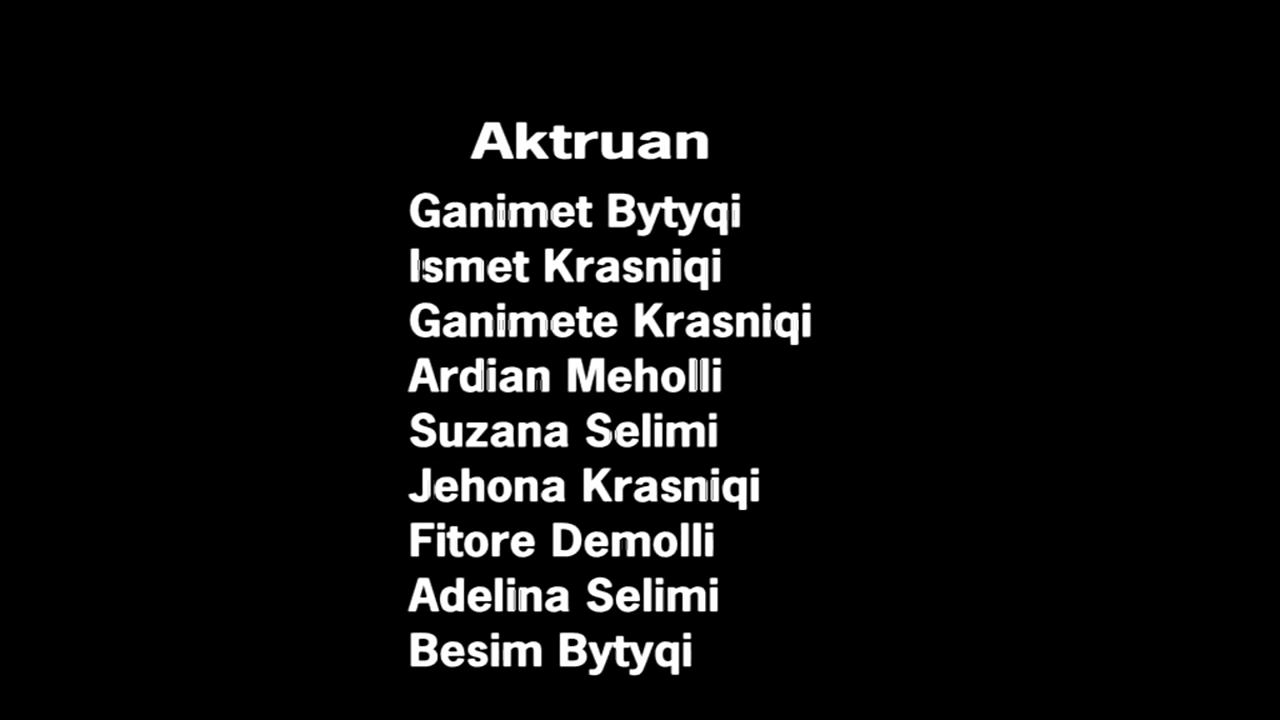 Aktruan
Ganimet Bytyqi
Ismet Krasniqi
Ganimete Krasniqi
Ardian Meholli
Suzana Selimi
Jehona Krasniqi
Fitore Demolli
Adelina Selimi
Besim Bytyqi